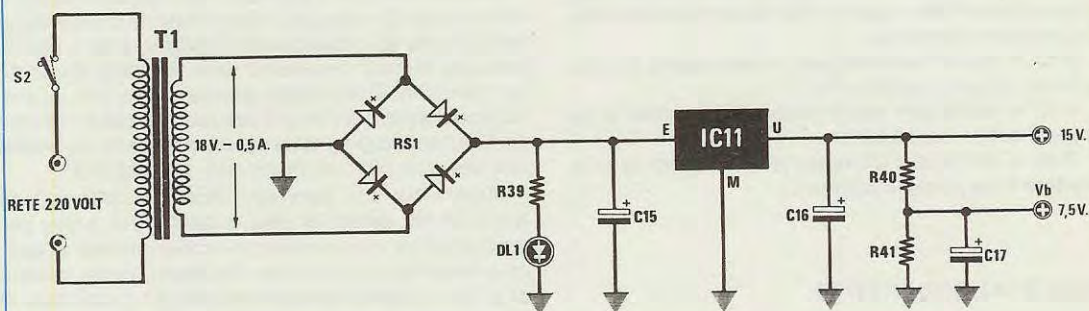 T1
S2
18 V. - 0,5 A.
RS1
RETE 220 VOLT
R39
DL1
C15
E
IC11
U
M
C16
R40
R41
C17
15 V.
Vb
7,5 V.